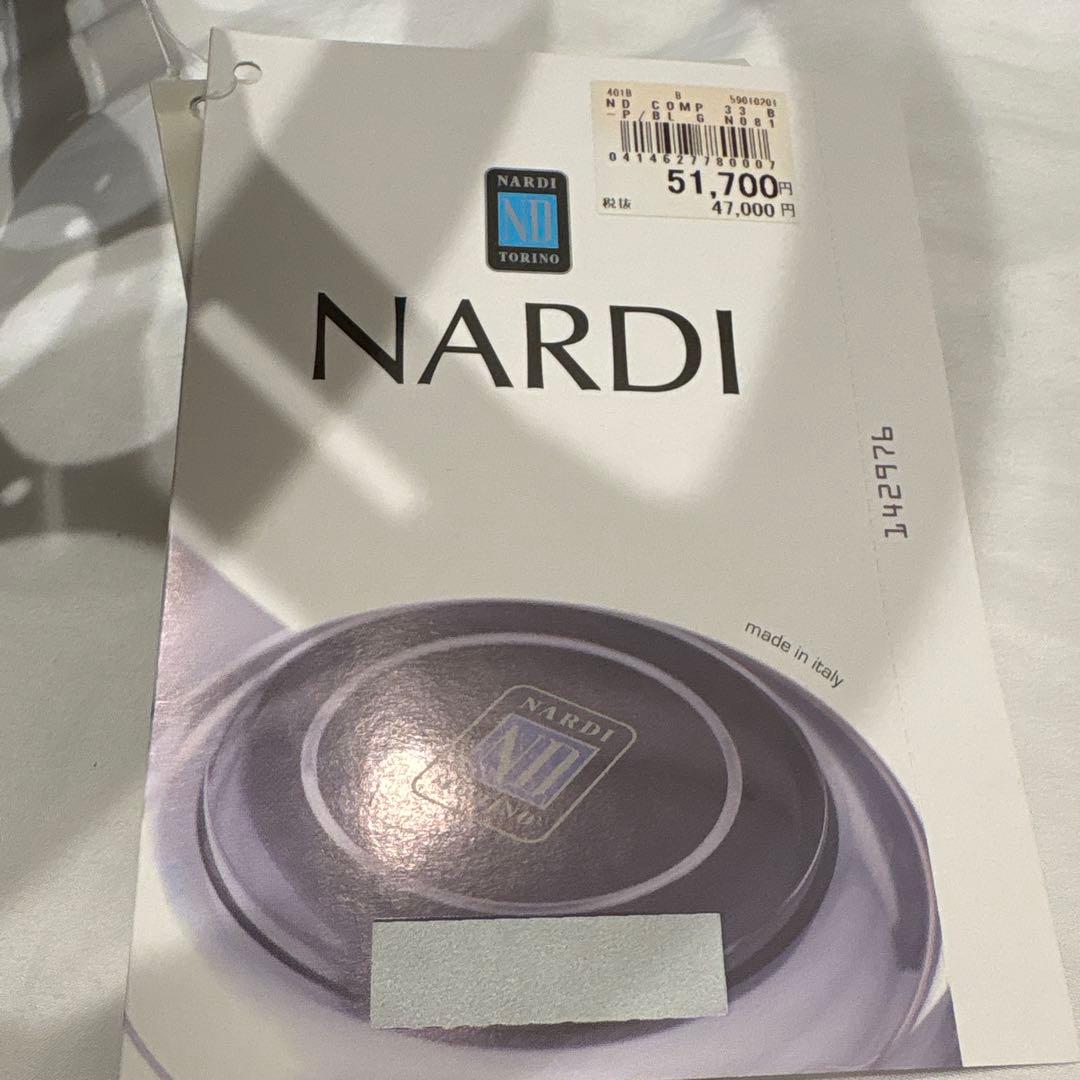 401B B 59010201
ND COMP 33 B
-P/BL G N081
0414627780007
51,700円
税抜 47,000円
NARDI
ND
TORINO
NARDI
142976
made in italy
NARDI
ND